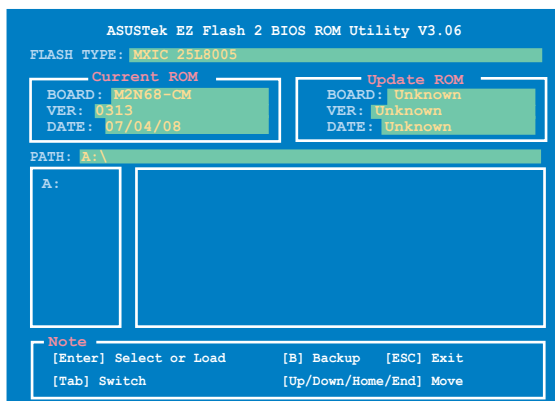 ASUSTek EZ Flash 2 BIOS ROM Utility V3.06
FLASH TYPE: MXIC 25L8005
Current ROM
BOARD: M2N68-CM
VER: 0313
DATE: 07/04/08
Update ROM
BOARD: Unknown
VER: Unknown
DATE: Unknown
PATH: A:\
A:
Note
[Enter] Select or Load [B] Backup [ESC] Exit
[Tab] Switch [Up/Down/Home/End] Move